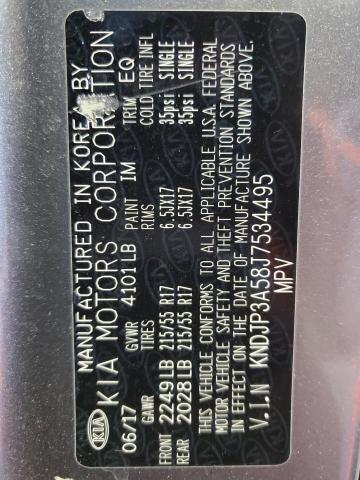 KIA
MANUFACTURED IN KOREA BY
KIA MOTORS CORPORATION
06/17 GVWR 4101LB PAINT IM TRIM EQ
GAWR TIRES RIMS COLD TIRE INFL
FRONT 2249LB 215/55 R17 6.5JX17 35psi SINGLE
REAR 2028LB 215/55 R17 6.5JX17 35psi SINGLE
THIS VEHICLE CONFORMS TO ALL APPLICABLE U.S.A. FEDERAL
MOTOR VEHICLE SAFETY AND THEFT PREVENTION STANDARDS
IN EFFECT ON THE DATE OF MANUFACTURE SHOWN ABOVE.
V.I.N KNDJP3A58J7534495
MPV